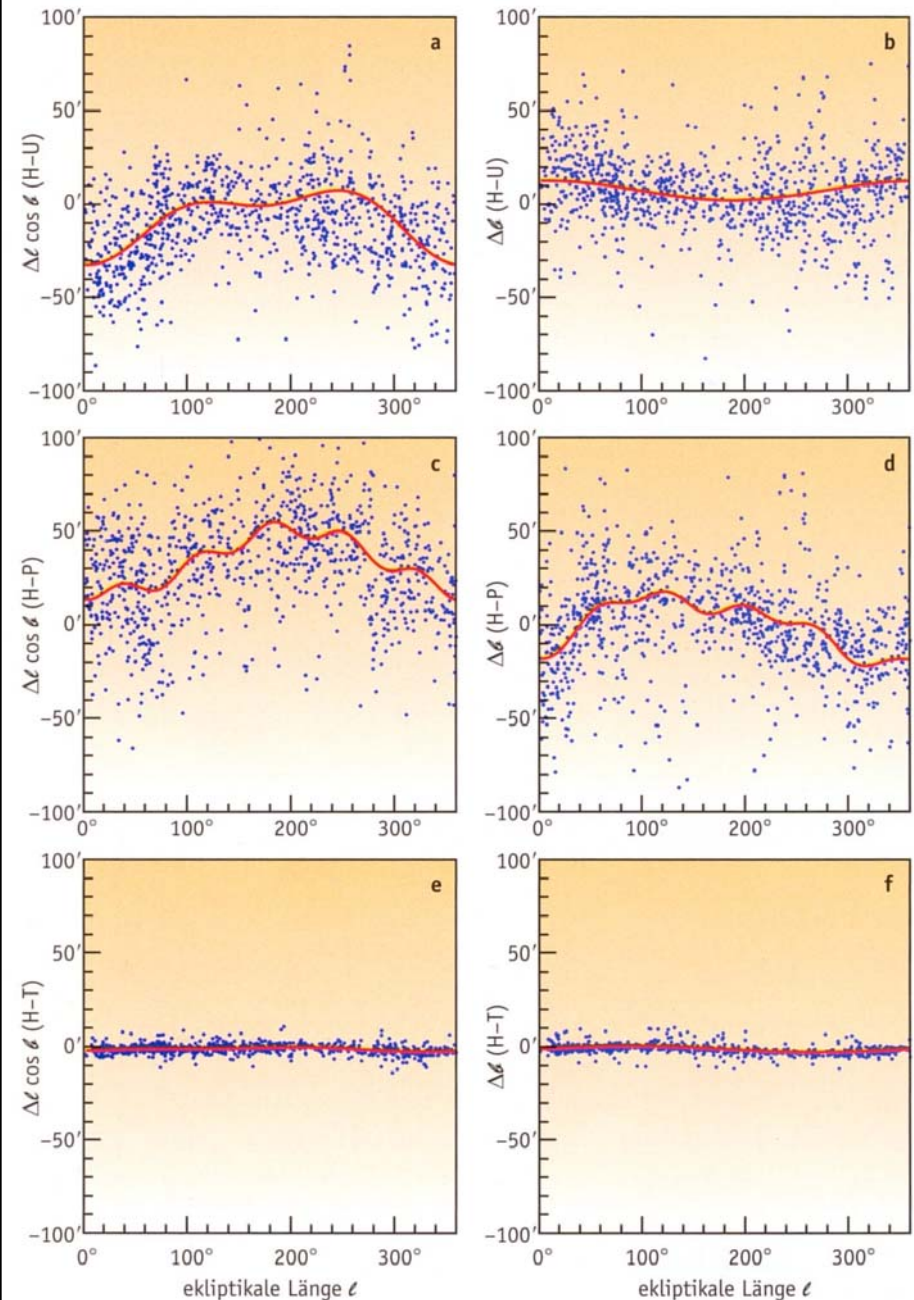 a
100′
50′
0′
−50′
−100′
Δℓ cos b (H–U)
0° 100° 200° 300°
b
100′
50′
0′
−50′
−100′
Δb (H–U)
0° 100° 200° 300°
c
100′
50′
0′
−50′
−100′
Δℓ cos b (H–P)
0° 100° 200° 300°
d
100′
50′
0′
−50′
−100′
Δb (H–P)
0° 100° 200° 300°
e
100′
50′
0′
−50′
−100′
Δℓ cos b (H–T)
0° 100° 200° 300°
ekliptikale Länge ℓ
f
100′
50′
0′
−50′
−100′
Δb (H–T)
0° 100° 200° 300°
ekliptikale Länge ℓ